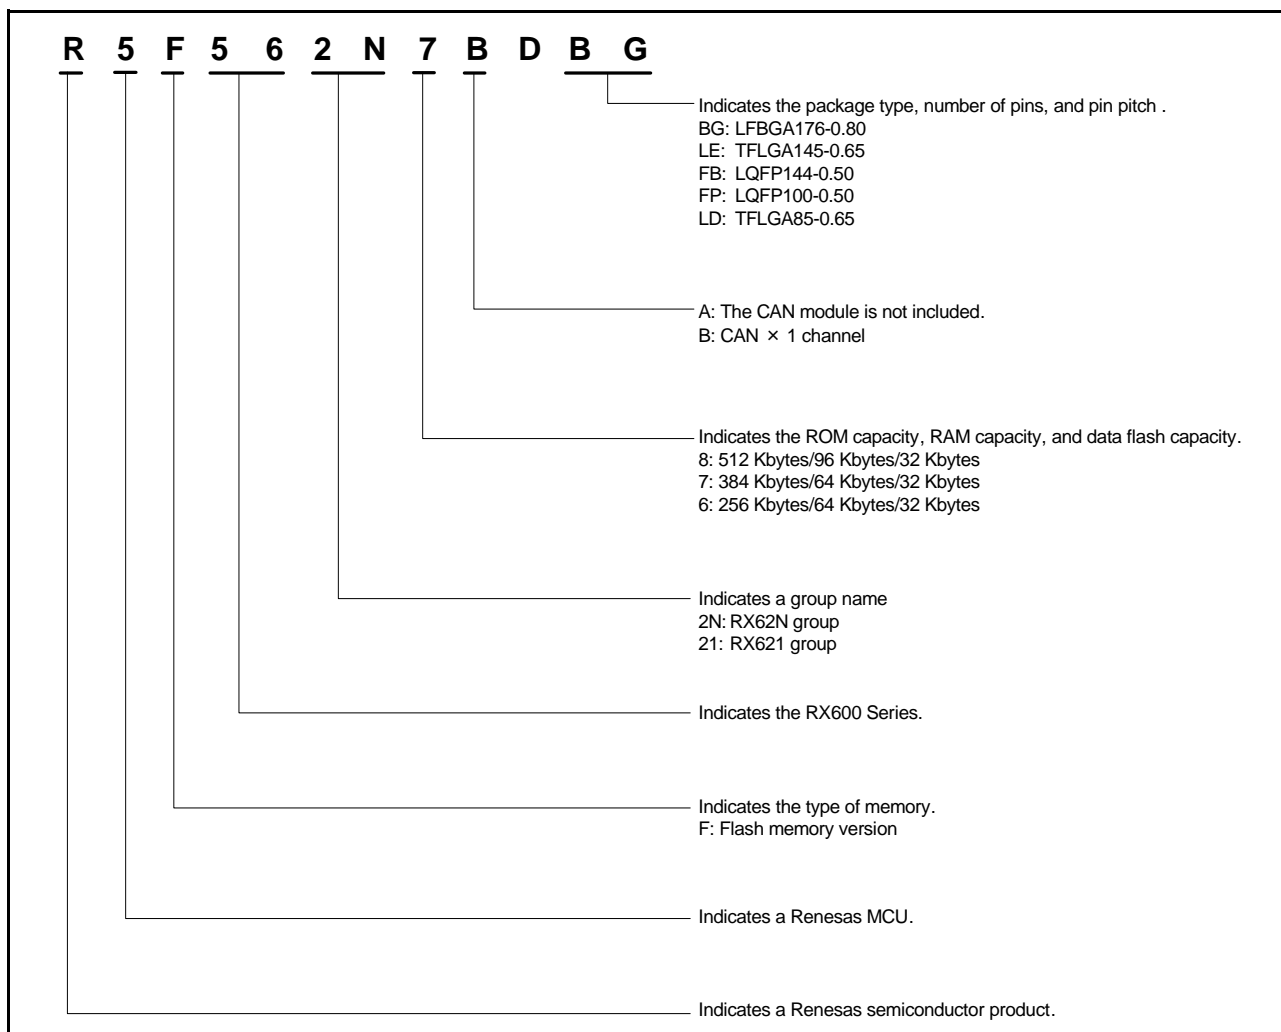 R 5 F 5 6 2 N 7 B D B G
Indicates the package type, number of pins, and pin pitch .
BG: LFBGA176-0.80
LE: TFLGA145-0.65
FB: LQFP144-0.50
FP: LQFP100-0.50
LD: TFLGA85-0.65
A: The CAN module is not included.
B: CAN × 1 channel
Indicates the ROM capacity, RAM capacity, and data flash capacity.
8: 512 Kbytes/96 Kbytes/32 Kbytes
7: 384 Kbytes/64 Kbytes/32 Kbytes
6: 256 Kbytes/64 Kbytes/32 Kbytes
Indicates a group name
2N: RX62N group
21: RX621 group
Indicates the RX600 Series.
Indicates the type of memory.
F: Flash memory version
Indicates a Renesas MCU.
Indicates a Renesas semiconductor product.